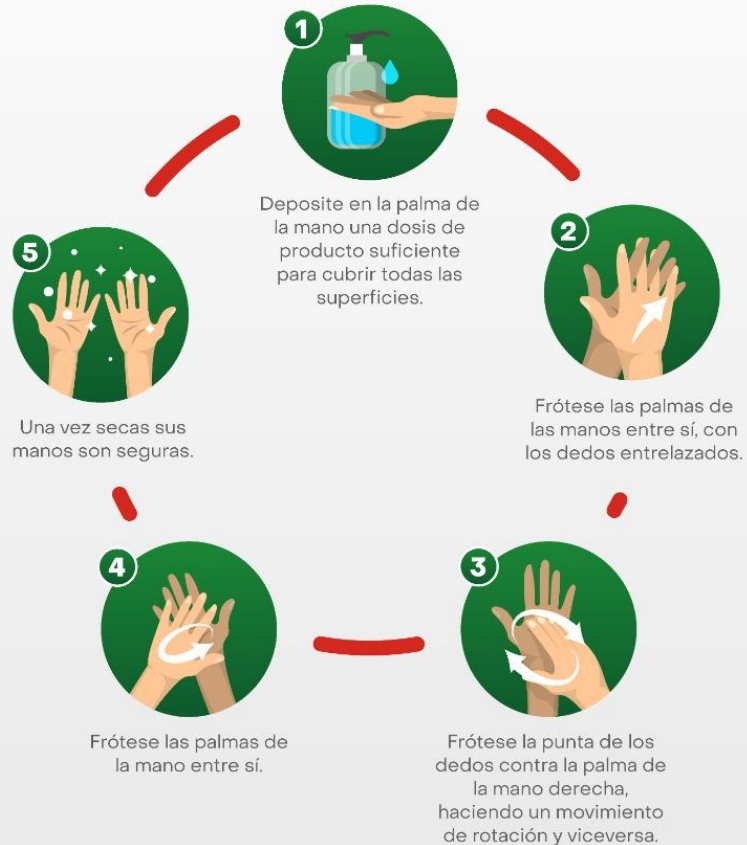 1
Deposite en la palma de
la mano una dosis de
producto suficiente
para cubrir todas las
superficies.
2
Frótese las palmas de
las manos entre sí, con
los dedos entrelazados.
3
Frótese la punta de los
dedos contra la palma de
la mano derecha,
haciendo un movimiento
de rotación y viceversa.
4
Frótese las palmas de
la mano entre sí.
5
Una vez secas sus
manos son seguras.